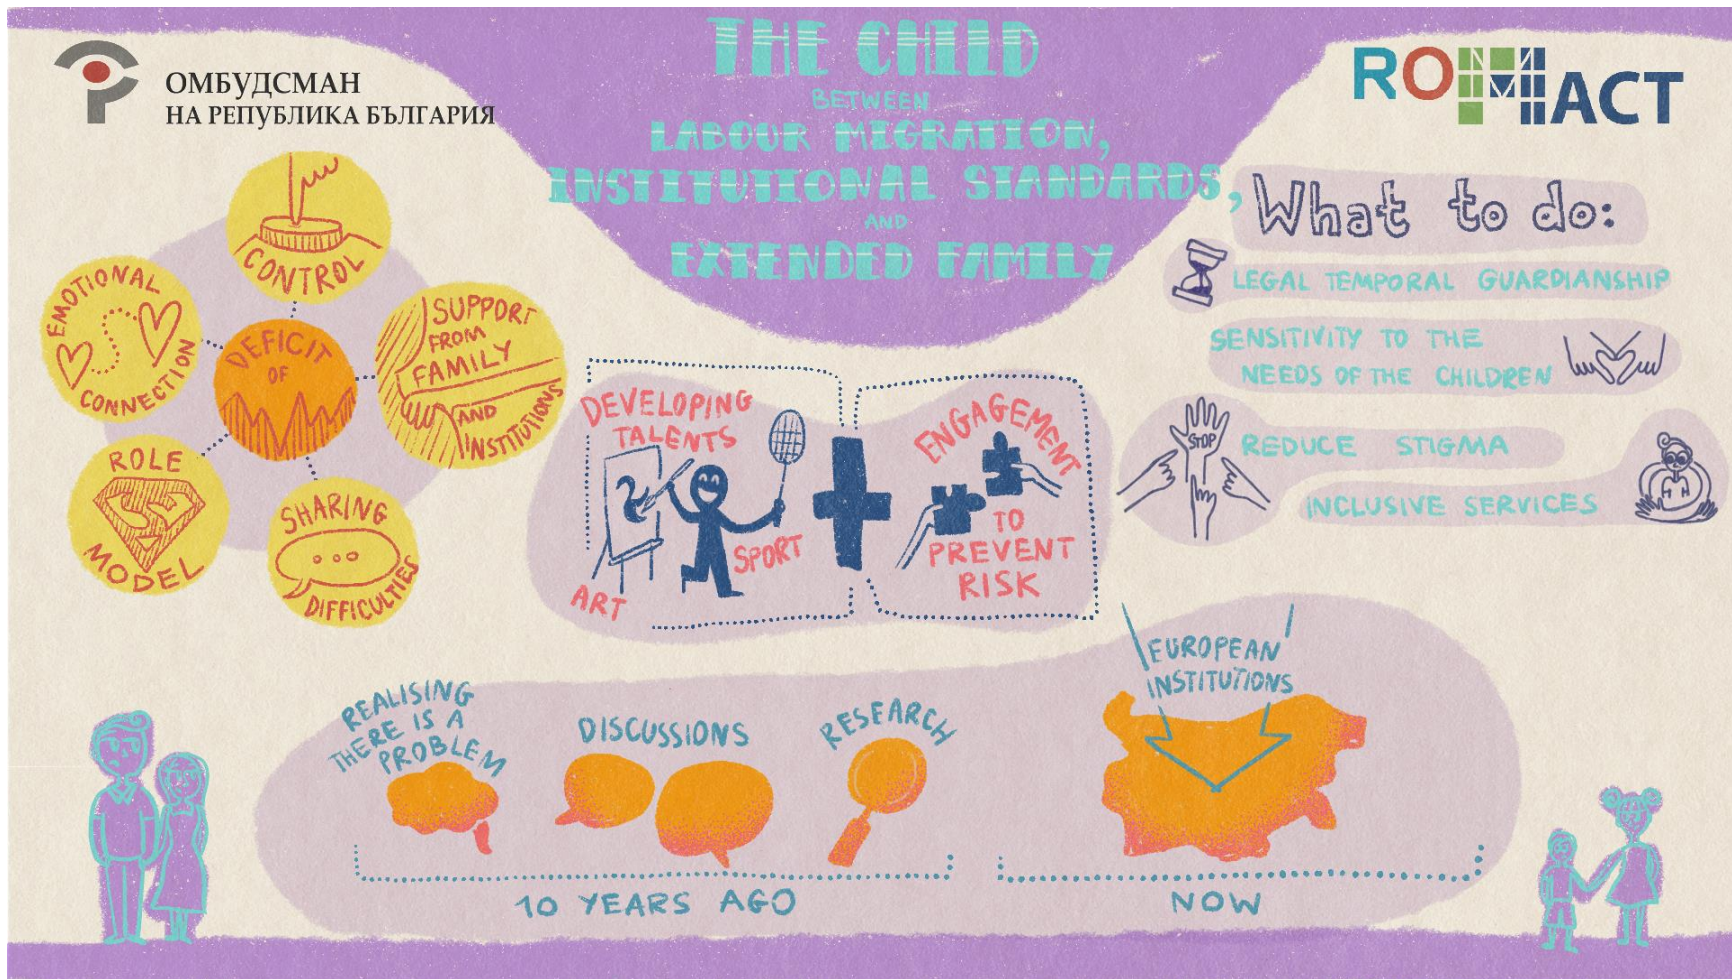 THE CHILD
BETWEEN
LABOUR MIGRATION,
INSTITUTIONAL STANDARDS,
AND
EXTENDED FAMILY
ОМБУДСМАН
НА РЕПУБЛИКА БЪЛГАРИЯ
ROMACT
DEFICIT
OF
CONTROL
EMOTIONAL
CONNECTION
SUPPORT
FROM
FAMILY
AND
INSTITUTIONS
ROLE
MODEL
S
SHARING
DIFFICULTIES
DEVELOPING
TALENTS
ART
SPORT
ENGAGEMENT
TO
PREVENT
RISK
What to do:
LEGAL TEMPORAL GUARDIANSHIP
SENSITIVITY TO THE
NEEDS OF THE CHILDREN
STOP
REDUCE STIGMA
INCLUSIVE SERVICES
REALISING
THERE IS A
PROBLEM
DISCUSSIONS
RESEARCH
10 YEARS AGO
EUROPEAN
INSTITUTIONS
NOW